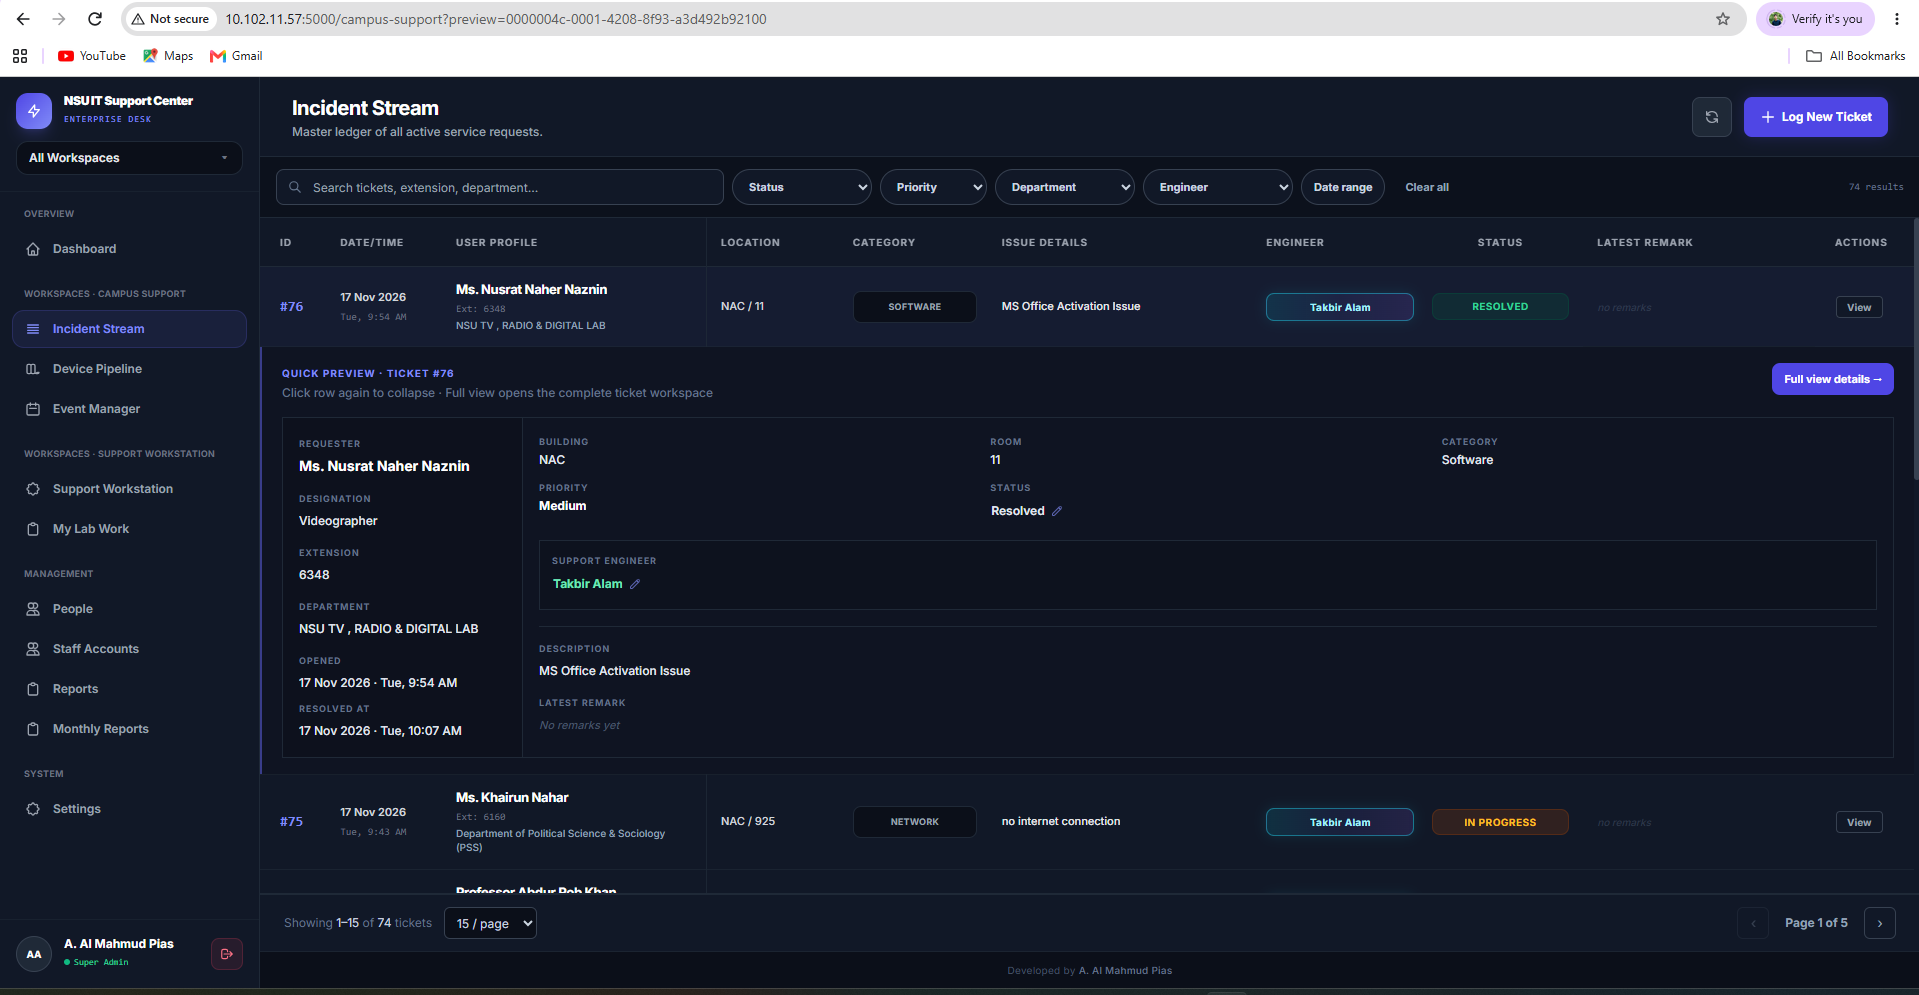 Not secure
10.102.11.57:5000/campus-support?preview=0000004c-0001-4208-8f93-a3d492b92100
Verify it's you
YouTube
Maps
Gmail
All Bookmarks
NSU IT Support Center
ENTERPRISE DESK
All Workspaces
OVERVIEW
Dashboard
WORKSPACES · CAMPUS SUPPORT
Incident Stream
Device Pipeline
Event Manager
WORKSPACES · SUPPORT WORKSTATION
Support Workstation
My Lab Work
MANAGEMENT
People
Staff Accounts
Reports
Monthly Reports
SYSTEM
Settings
AA
A. Al Mahmud Pias
Super Admin
Incident Stream
Master ledger of all active service requests.
+ Log New Ticket
Search tickets, extension, department...
Status
Priority
Department
Engineer
Date range
Clear all
74 results
ID DATE/TIME USER PROFILE LOCATION CATEGORY ISSUE DETAILS ENGINEER STATUS LATEST REMARK ACTIONS
#76
17 Nov 2026
Tue, 9:54 AM
Ms. Nusrat Naher Naznin
Ext: 6348
NSU TV , RADIO & DIGITAL LAB
NAC / 11
SOFTWARE
MS Office Activation Issue
Takbir Alam
RESOLVED
no remarks
View
QUICK PREVIEW · TICKET #76
Click row again to collapse · Full view opens the complete ticket workspace
Full view details →
REQUESTER
Ms. Nusrat Naher Naznin
DESIGNATION
Videographer
EXTENSION
6348
DEPARTMENT
NSU TV , RADIO & DIGITAL LAB
OPENED
17 Nov 2026 · Tue, 9:54 AM
RESOLVED AT
17 Nov 2026 · Tue, 10:07 AM
BUILDING
NAC
ROOM
11
CATEGORY
Software
PRIORITY
Medium
STATUS
Resolved
SUPPORT ENGINEER
Takbir Alam
DESCRIPTION
MS Office Activation Issue
LATEST REMARK
No remarks yet
#75
17 Nov 2026
Tue, 9:43 AM
Ms. Khairun Nahar
Ext: 6160
Department of Political Science & Sociology
(PSS)
NAC / 925
NETWORK
no internet connection
Takbir Alam
IN PROGRESS
no remarks
View
Professor Abdur Rob Khan
Showing 1–15 of 74 tickets
15 / page
Page 1 of 5
Developed by A. Al Mahmud Pias